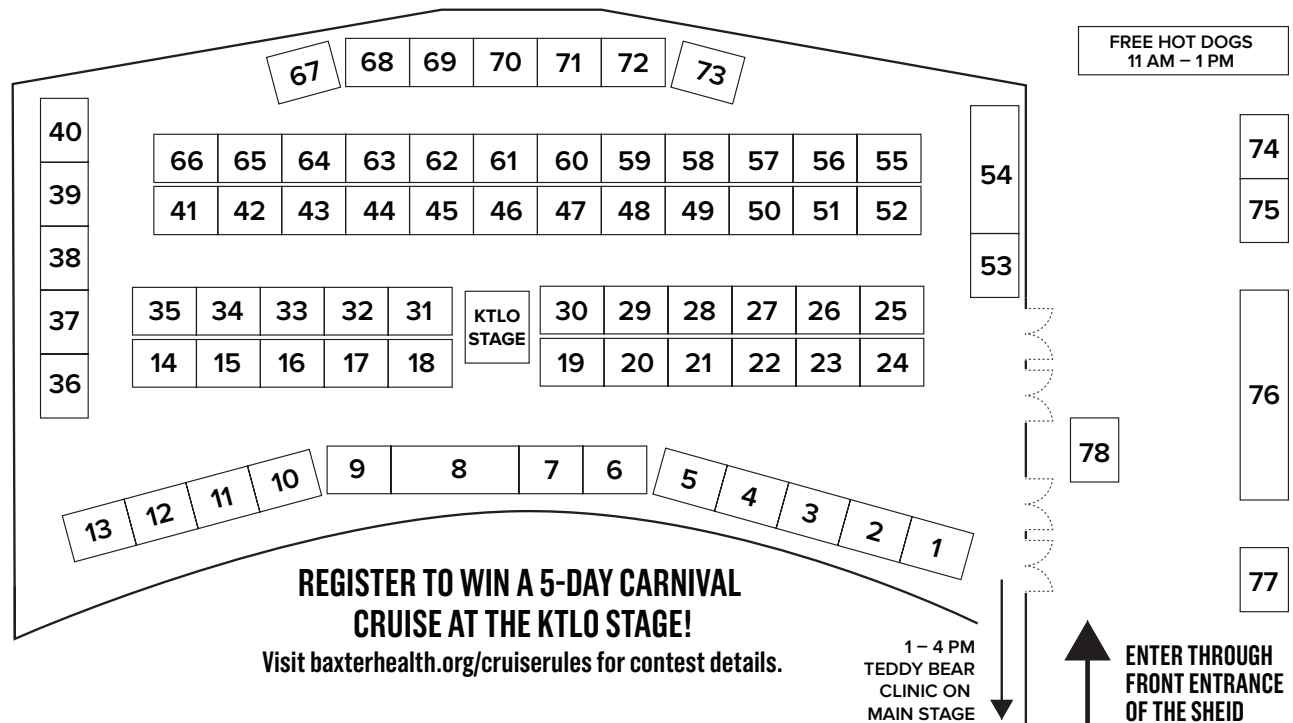 FREE HOT DOGS
11 AM – 1 PM
67
68 69 70 71 72
73
40
39
38
37
36
66 65 64 63 62 61 60 59 58 57 56 55
41 42 43 44 45 46 47 48 49 50 51 52
54
53
74
75
76
77
78
35 34 33 32 31
14 15 16 17 18
KTLO
STAGE
30 29 28 27 26 25
19 20 21 22 23 24
13 12 11 10
9 8 7 6
5 4 3 2 1
REGISTER TO WIN A 5-DAY CARNIVAL
CRUISE AT THE KTLO STAGE!
Visit baxterhealth.org/cruiserules for contest details.
1 – 4 PM
TEDDY BEAR
CLINIC ON
MAIN STAGE
ENTER THROUGH
FRONT ENTRANCE
OF THE SHEID